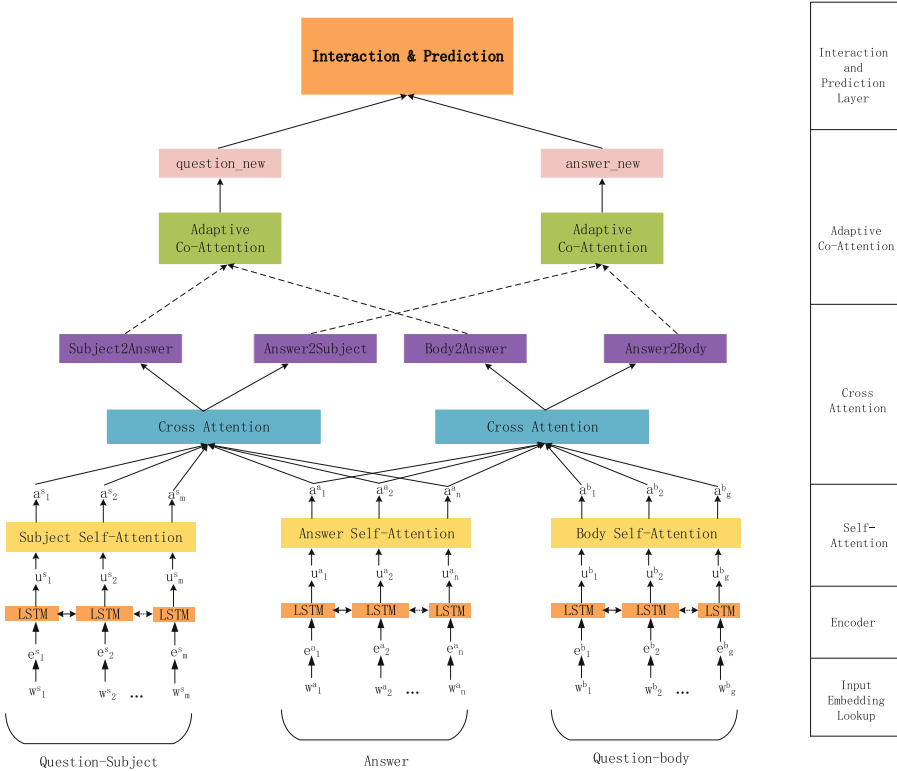 Interaction & Prediction
question_new
answer_new
Adaptive
Co-Attention
Adaptive
Co-Attention
Subject2Answer
Answer2Subject
Body2Answer
Answer2Body
Cross Attention
Cross Attention
aˢ₁ aˢ₂ aˢₘ
aᵃ₁ aᵃ₂ aᵃₙ
aᵇ₁ aᵇ₂ aᵇg
Subject Self-Attention
Answer Self-Attention
Body Self-Attention
uˢ₁ uˢ₂ uˢₘ
uᵃ₁ uᵃ₂ uᵃₙ
uᵇ₁ uᵇ₂ uᵇg
LSTM LSTM LSTM
LSTM LSTM LSTM
LSTM LSTM LSTM
eˢ₁ eˢ₂ eˢₘ
eᵃ₁ eᵃ₂ eᵃₙ
eᵇ₁ eᵇ₂ eᵇg
wˢ₁ wˢ₂ ... wˢₘ
wᵃ₁ wᵃ₂ ... wᵃₙ
wᵇ₁ wᵇ₂ ... wᵇg
Question-Subject
Answer
Question-body
Interaction
and
Prediction
Layer
Adaptive
Co-Attention
Cross
Attention
Self-
Attention
Encoder
Input
Embedding
Lookup